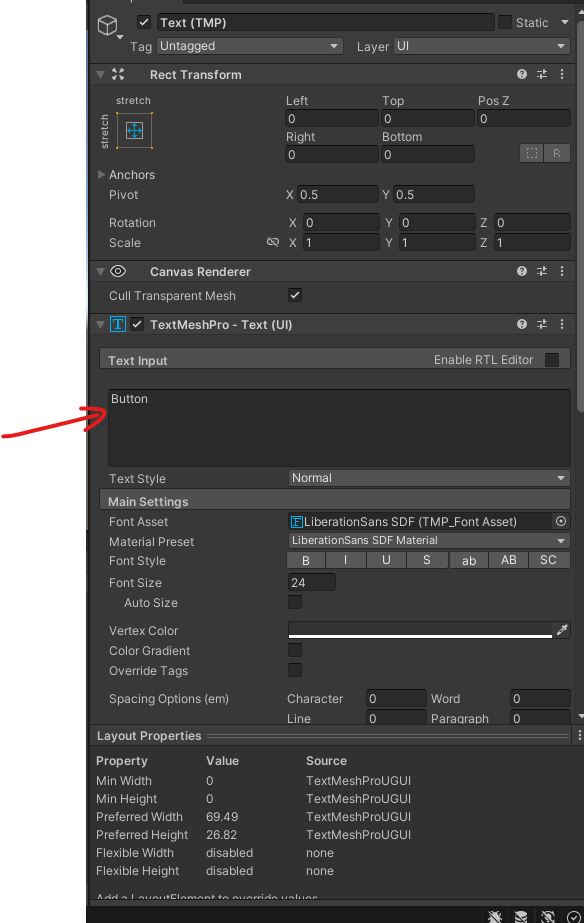 Text (TMP) Static
Tag Untagged Layer UI
Rect Transform
stretch Left Top Pos Z
stretch 0 0 0
Right Bottom
0 0 R
Anchors
Pivot X 0.5 Y 0.5
Rotation X 0 Y 0 Z 0
Scale X 1 Y 1 Z 1
Canvas Renderer
Cull Transparent Mesh
TextMeshPro - Text (UI)
Text Input Enable RTL Editor
Button
Text Style Normal
Main Settings
Font Asset LiberationSans SDF (TMP_Font Asset)
Material Preset LiberationSans SDF Material
Font Style B I U S ab AB SC
Font Size 24
Auto Size
Vertex Color
Color Gradient
Override Tags
Spacing Options (em) Character 0 Word 0
Line 0 Paragraph 0
Layout Properties
Property Value Source
Min Width 0 TextMeshProUGUI
Min Height 0 TextMeshProUGUI
Preferred Width 69.49 TextMeshProUGUI
Preferred Height 26.82 TextMeshProUGUI
Flexible Width disabled none
Flexible Height disabled none
Add a LayoutElement to override values